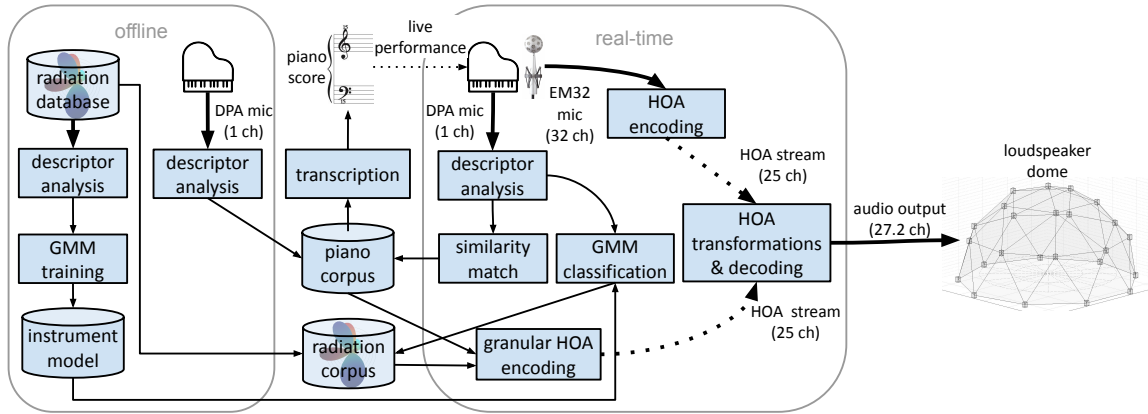 offline
real-time
radiation
database
DPA mic
(1 ch)
descriptor
analysis
descriptor
analysis
GMM
training
instrument
model
piano
score
15
15
live
performance
transcription
piano
corpus
radiation
corpus
DPA mic
(1 ch)
EM32
mic
(32 ch)
HOA
encoding
descriptor
analysis
similarity
match
GMM
classification
granular HOA
encoding
HOA stream
(25 ch)
HOA
transformations
& decoding
HOA stream
(25 ch)
audio output
(27.2 ch)
loudspeaker
dome